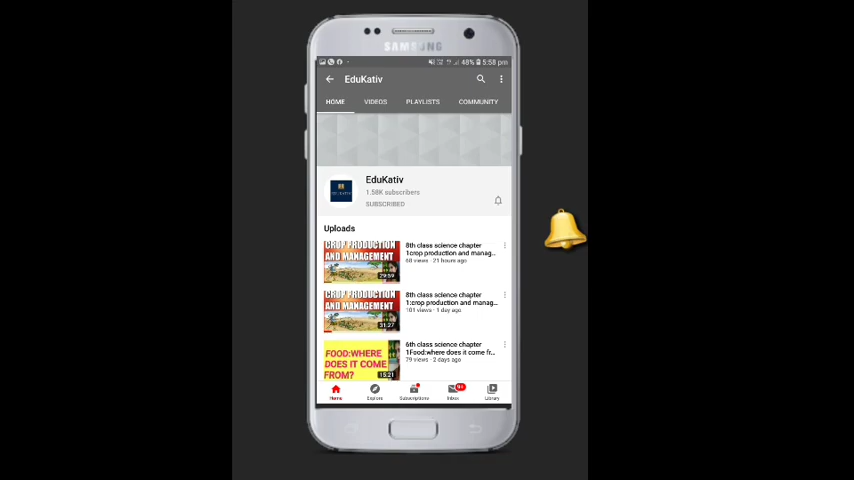 SAMSUNG
48% 5:58 pm
EduKativ
HOME VIDEOS PLAYLISTS COMMUNITY
EduKativ
1.58K subscribers
SUBSCRIBED
Uploads
CROP PRODUCTION
AND MANAGEMENT
29:59
8th class science chapter
1crop production and manag..
68 views · 21 hours ago
CROP PRODUCTION
AND MANAGEMENT
31:27
8th class science chapter
1:crop production and manag...
101 views · 1 day ago
FOOD:WHERE
DOES IT COME
FROM?
15:21
6th class science chapter
1Food:where does it come fr...
79 views · 2 days ago
9+
Home Explore Subscriptions Inbox Library